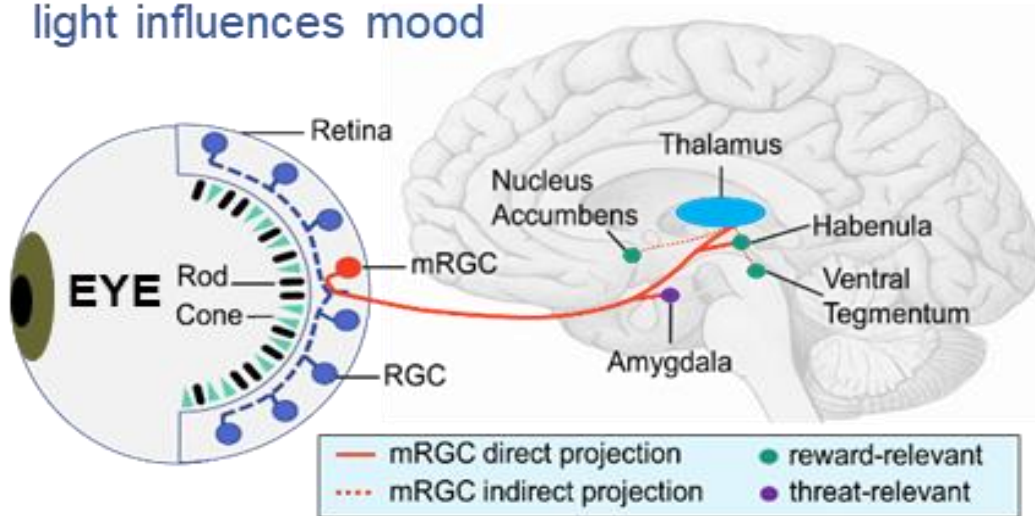 light influences mood
Retina
Thalamus
Nucleus
Accumbens
Habenula
mRGC
EYE
Rod
Cone
Ventral
Tegmentum
Amygdala
RGC
mRGC direct projection
reward-relevant
mRGC indirect projection
threat-relevant